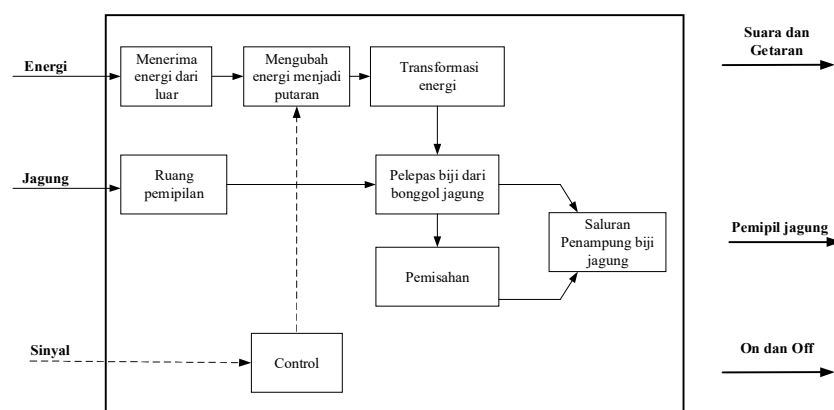 Suara dan
Getaran
Energi
Menerima
energi dari
luar
Mengubah
energi menjadi
putaran
Transformasi
energi
Jagung
Ruang
pemipilan
Pelepas biji dari
bonggol jagung
Saluran
Penampung biji
jagung
Pemipil jagung
Pemisahan
Sinyal
Control
On dan Off